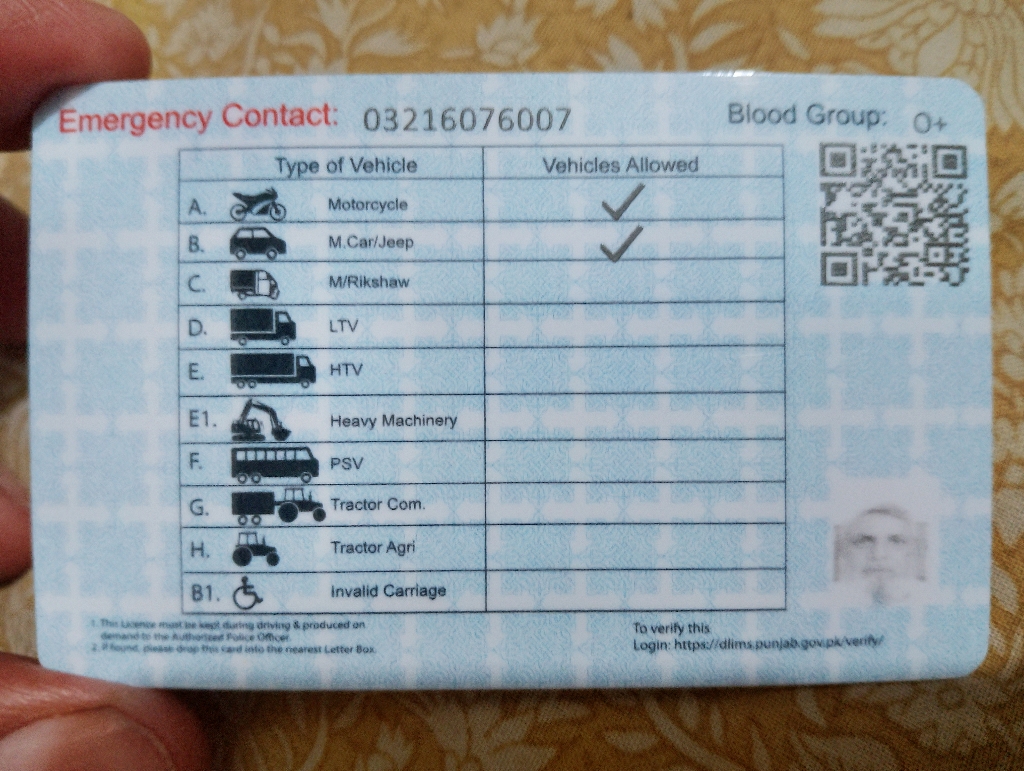 Emergency Contact: 03216076007 Blood Group: O+
Type of Vehicle Vehicles Allowed
A. Motorcycle
B. M.Car/Jeep
C. M/Rikshaw
D. LTV
E. HTV
E1. Heavy Machinery
F. PSV
G. Tractor Com.
H. Tractor Agri
B1. Invalid Carriage
1. This Licence must be kept during driving & produced on
demand to the Authorized Police Officer.
2. If found, please drop this card into the nearest Letter Box.
To verify this
Login: https://dlims.punjab.gov.pk/verify/